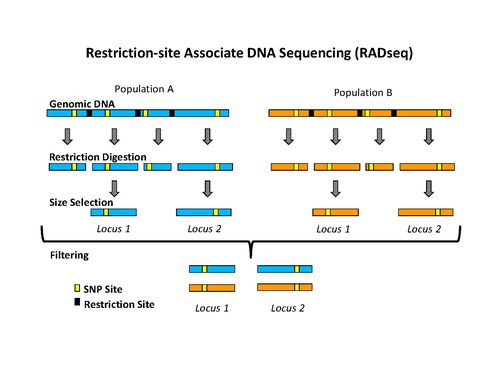 Restriction-site Associate DNA Sequencing (RADseq)
Population A
Population B
Genomic DNA
Restriction Digestion
Size Selection
Locus 1
Locus 2
Locus 1
Locus 2
Filtering
SNP Site
Restriction Site
Locus 1
Locus 2